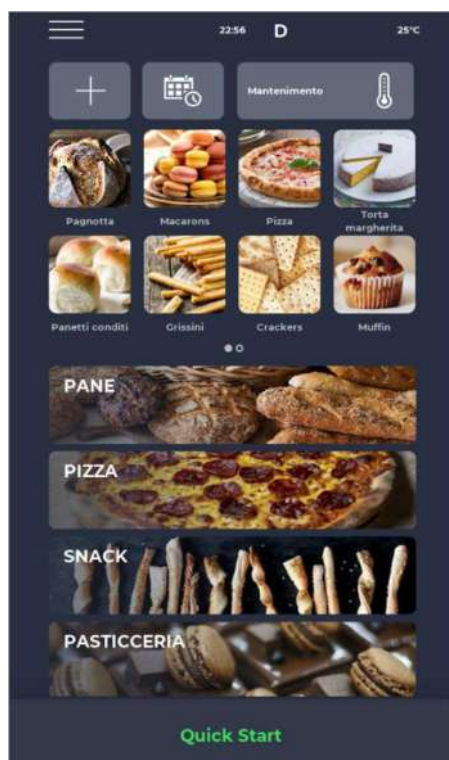 22:56 D 25°C
Mantenimento
Pagnotta Macarons Pizza Torta
margherita
Panetti conditi Grissini Crackers Muffin
PANE
PIZZA
SNACK
PASTICCERIA
Quick Start